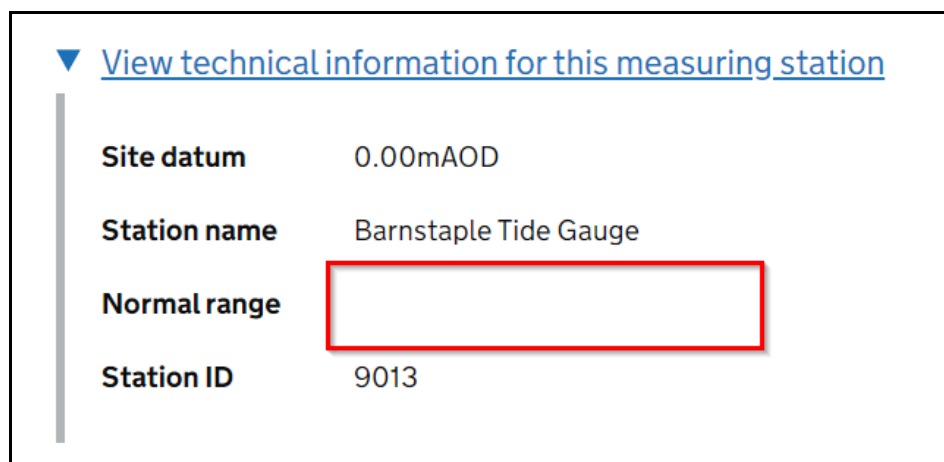 View technical information for this measuring station
Site datum 0.00mAOD
Station name Barnstaple Tide Gauge
Normal range
Station ID 9013